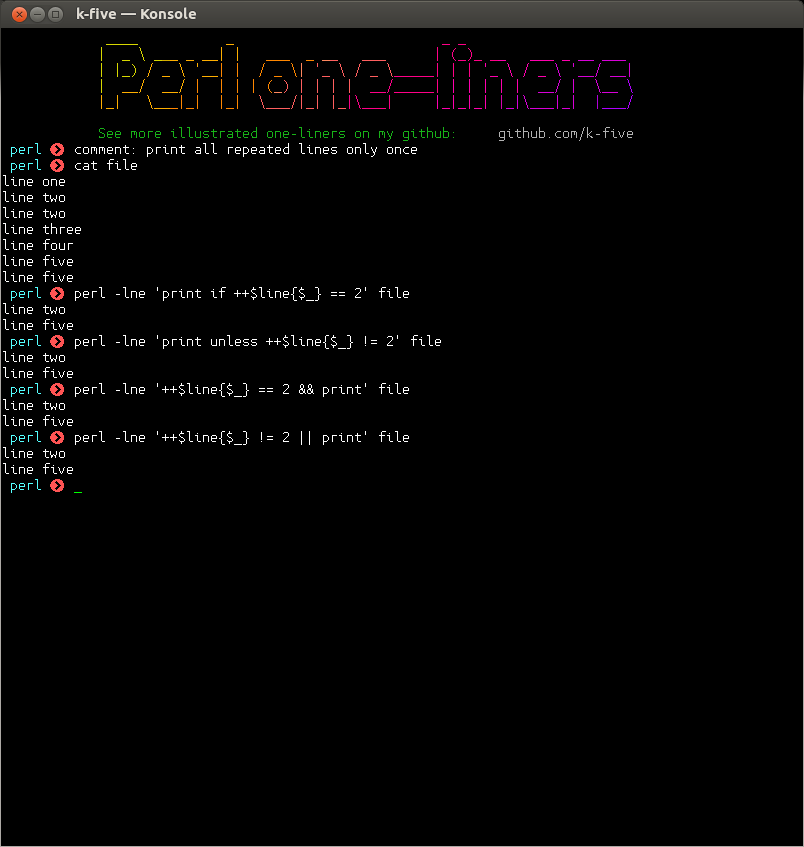 k-five — Konsole
Perl one-liners
See more illustrated one-liners on my github: github.com/k-five
perl comment: print all repeated lines only once
perl cat file
line one
line two
line two
line three
line four
line five
line five
perl perl -lne 'print if ++$line{$_} == 2' file
line two
line five
perl perl -lne 'print unless ++$line{$_} != 2' file
line two
line five
perl perl -lne '++$line{$_} == 2 && print' file
line two
line five
perl perl -lne '++$line{$_} != 2 || print' file
line two
line five
perl _